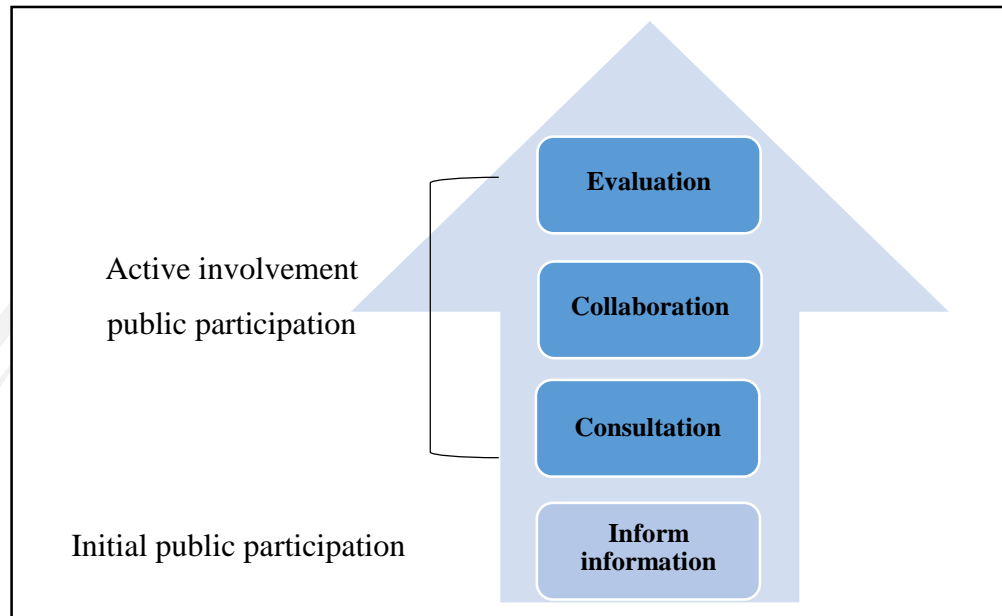 Evaluation
Active involvement
public participation
Collaboration
Consultation
Initial public participation
Inform
information